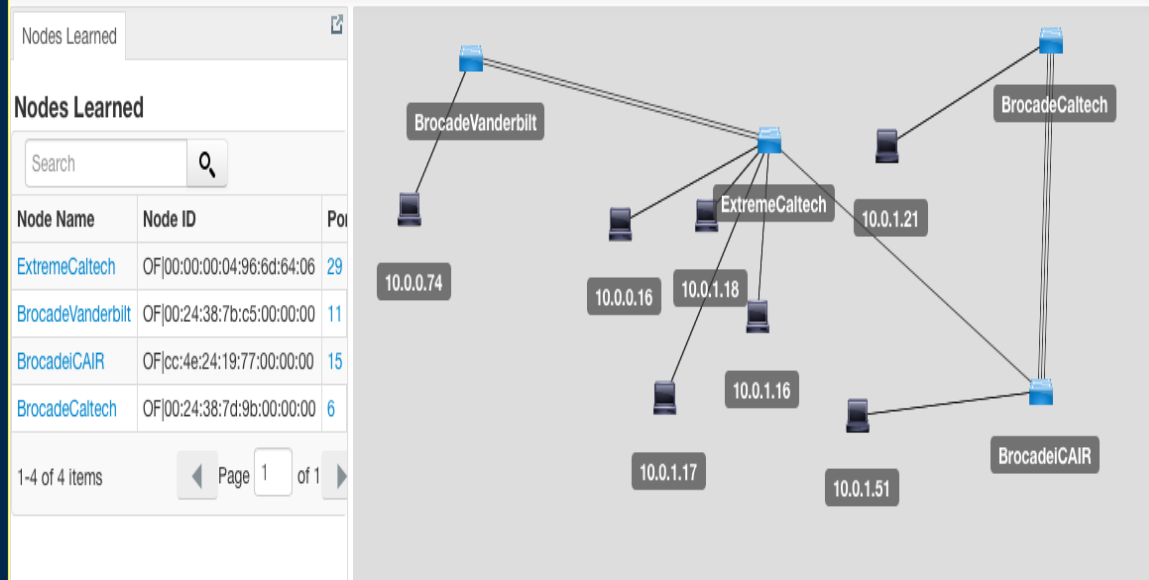 Nodes Learned
Nodes Learned
Search
Node Name Node ID Por
ExtremeCaltech OF|00:00:00:04:96:6d:64:06 29
BrocadeVanderbilt OF|00:24:38:7b:c5:00:00:00 11
BrocadeiCAIR OF|cc:4e:24:19:77:00:00:00 15
BrocadeCaltech OF|00:24:38:7d:9b:00:00:00 6
1-4 of 4 items Page 1 of 1
BrocadeCaltech
BrocadeVanderbilt
ExtremeCaltech
10.0.1.21
10.0.0.74
10.0.0.16
10.0.1.18
10.0.1.16
BrocadeiCAIR
10.0.1.17
10.0.1.51